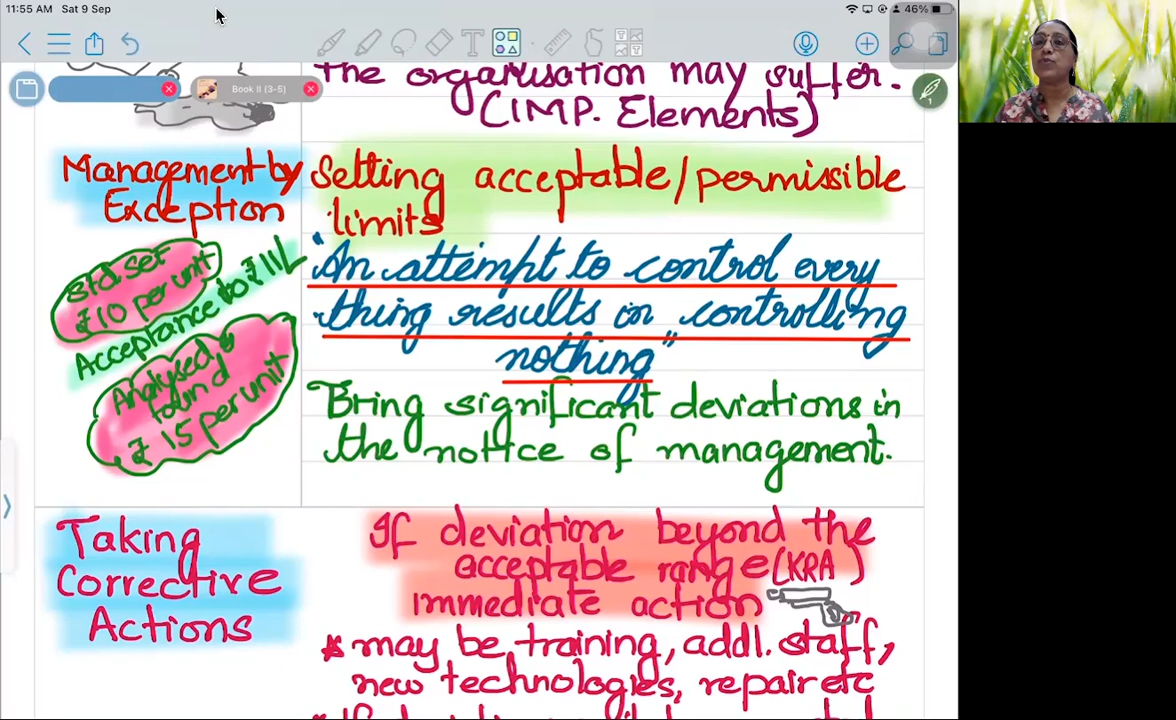 11:55 AM Sat 9 Sep
46%
Book II (3-5)
the organisation may suffer.
(IMP. Elements)
Management by
Exception
Setting acceptable/permissible
limits
std. set
₹10 per unit
Acceptance to ₹11/-
Analysed &
found
₹ 15 per unit
"An attempt to control every
thing results in controlling
nothing"
Bring significant deviations in
the notice of management.
Taking
Corrective
Actions
If deviation beyond the
acceptable range (KRA)
immediate action
* may be training, addl. staff,
new technologies, repair etc